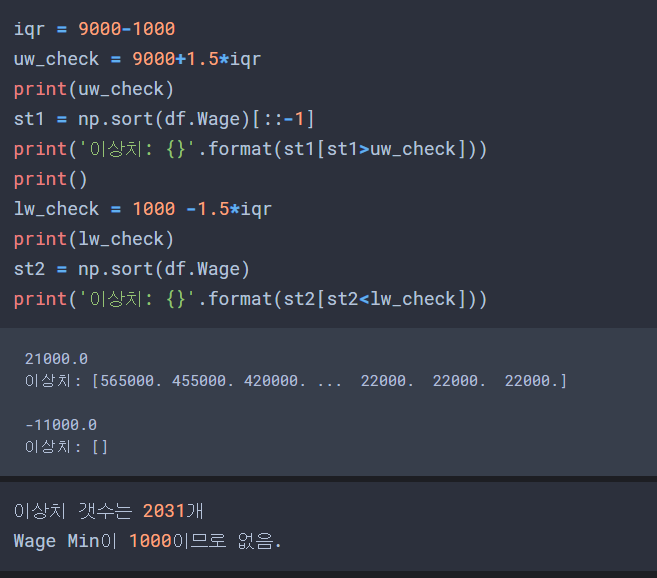 iqr = 9000-1000
uw_check = 9000+1.5*iqr
print(uw_check)
st1 = np.sort(df.Wage)[::-1]
print('이상치: {}'.format(st1[st1>uw_check]))
print()
lw_check = 1000 -1.5*iqr
print(lw_check)
st2 = np.sort(df.Wage)
print('이상치: {}'.format(st2[st2<lw_check]))
21000.0
이상치: [565000. 455000. 420000. ...  22000.  22000.  22000.]
-11000.0
이상치: []
이상치 갯수는 2031개
Wage Min이 1000이므로 없음.